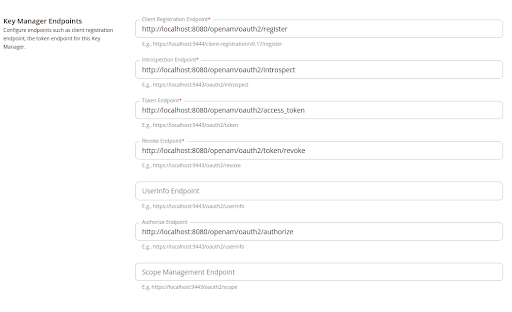 Key Manager Endpoints
Configure endpoints such as client registration
endpoint, the token endpoint for this Key
Manager.
Client Registration Endpoint*
http://localhost:8080/openam/oauth2/register
E.g., https://localhost:9444/client-registration/v0.17/register
Introspection Endpoint*
http://localhost:8080/openam/oauth2/introspect
E.g., https://localhost:9443/oauth2/introspect
Token Endpoint*
http://localhost:8080/openam/oauth2/access_token
E.g., https://localhost:9443/oauth2/token
Revoke Endpoint*
http://localhost:8080/openam/oauth2/token/revoke
E.g., https://localhost:9443/oauth2/revoke
UserInfo Endpoint
E.g., https://localhost:9443/oauth2/userinfo
Authorize Endpoint
http://localhost:8080/openam/oauth2/authorize
E.g., https://localhost:9443/oauth2/userinfo
Scope Management Endpoint
E.g. https://localhost:9443/oauth2/scope